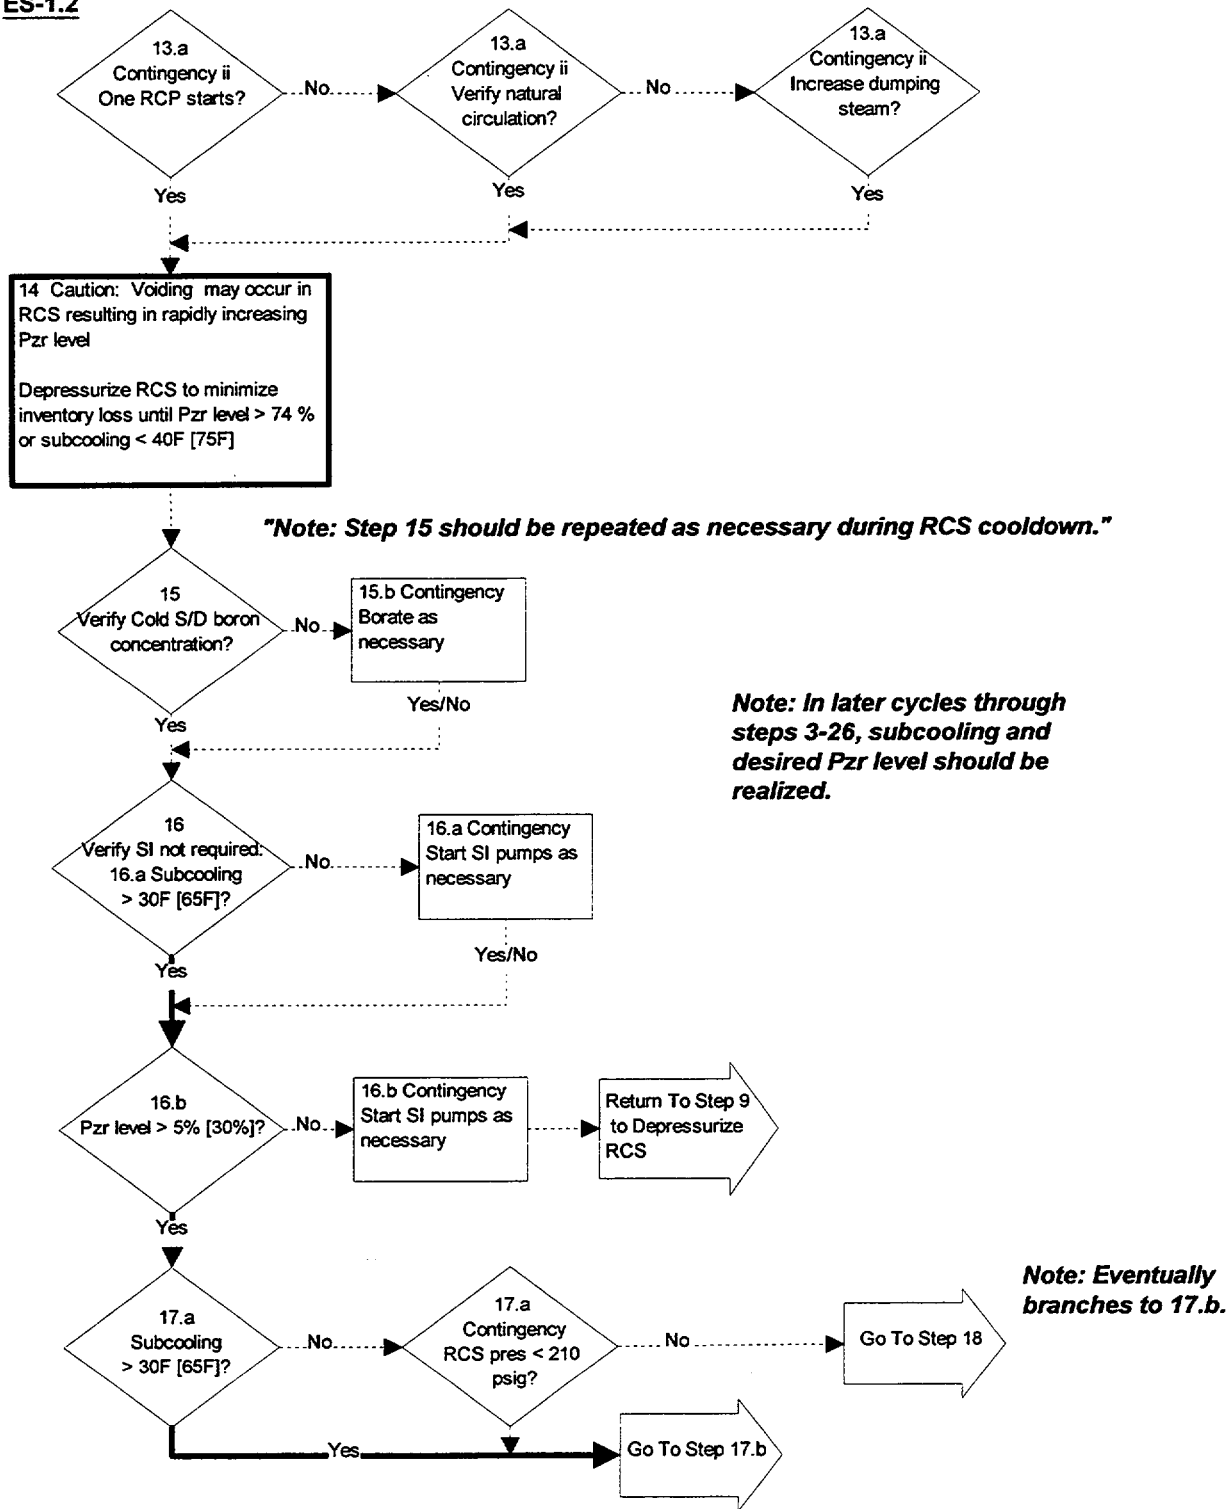 ES-1.2
13.a
Contingency ii
One RCP starts?
No
13.a
Contingency ii
Verify natural
circulation?
No
13.a
Contingency ii
Increase dumping
steam?
Yes
Yes
Yes
14 Caution: Voiding may occur in
RCS resulting in rapidly increasing
Pzr level
Depressurize RCS to minimize
inventory loss until Pzr level > 74 %
or subcooling < 40F [75F]
"Note: Step 15 should be repeated as necessary during RCS cooldown."
15
Verify Cold S/D boron
concentration?
No
15.b Contingency
Borate as
necessary
Yes/No
Yes
Note: In later cycles through
steps 3-26, subcooling and
desired Pzr level should be
realized.
16
Verify SI not required:
16.a Subcooling
> 30F [65F]?
No
16.a Contingency
Start SI pumps as
necessary
Yes/No
Yes
16.b
Pzr level > 5% [30%]?
No
16.b Contingency
Start SI pumps as
necessary
Return To Step 9
to Depressurize
RCS
Yes
17.a
Subcooling
> 30F [65F]?
No
17.a
Contingency
RCS pres < 210
psig?
No
Go To Step 18
Note: Eventually
branches to 17.b.
Yes
Go To Step 17.b